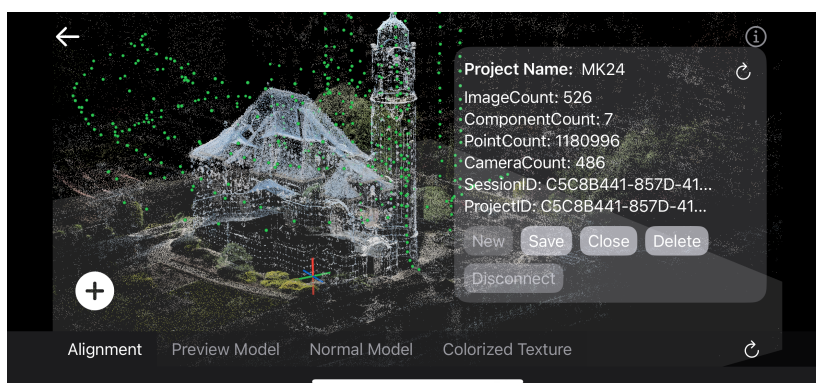 Project Name: MK24
ImageCount: 526
ComponentCount: 7
PointCount: 1180996
CameraCount: 486
SessionID: C5C8B441-857D-41...
ProjectID: C5C8B441-857D-41...
New Save Close Delete
Disconnect
Alignment Preview Model Normal Model Colorized Texture